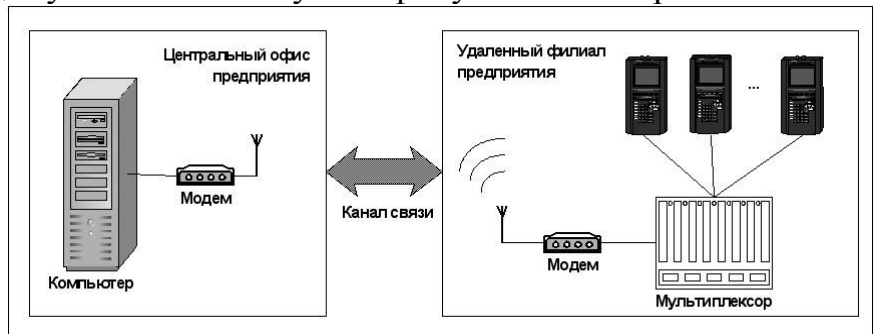 Центральный офис
предприятия
Модем
Компьютер
Канал связи
Удаленный филиал
предприятия
...
Модем
Мультиплексор